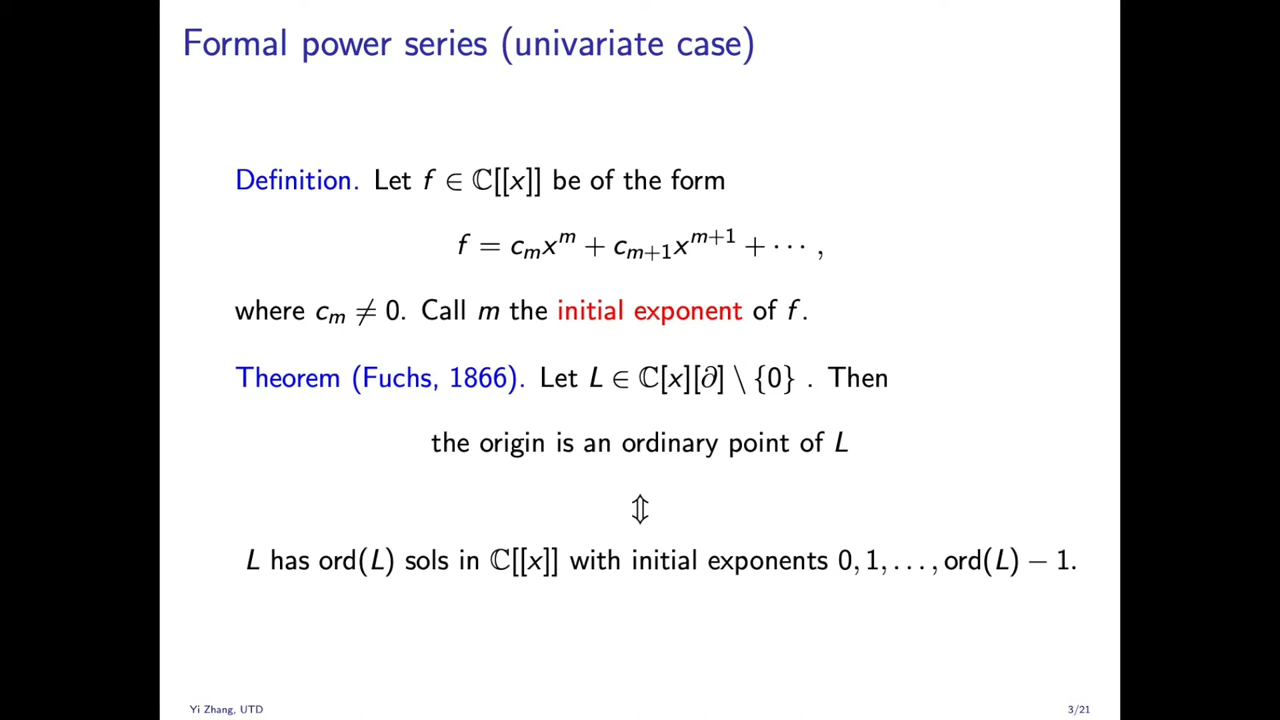 Formal power series (univariate case)
Definition. Let f ∈ ℂ[[x]] be of the form
f = c_m x^m + c_{m+1} x^{m+1} + ··· ,
where c_m ≠ 0. Call m the initial exponent of f.
Theorem (Fuchs, 1866). Let L ∈ ℂ[x][∂] \ {0} . Then
the origin is an ordinary point of L
⇕
L has ord(L) sols in ℂ[[x]] with initial exponents 0, 1, . . . , ord(L) − 1.
Yi Zhang, UTD
3/21